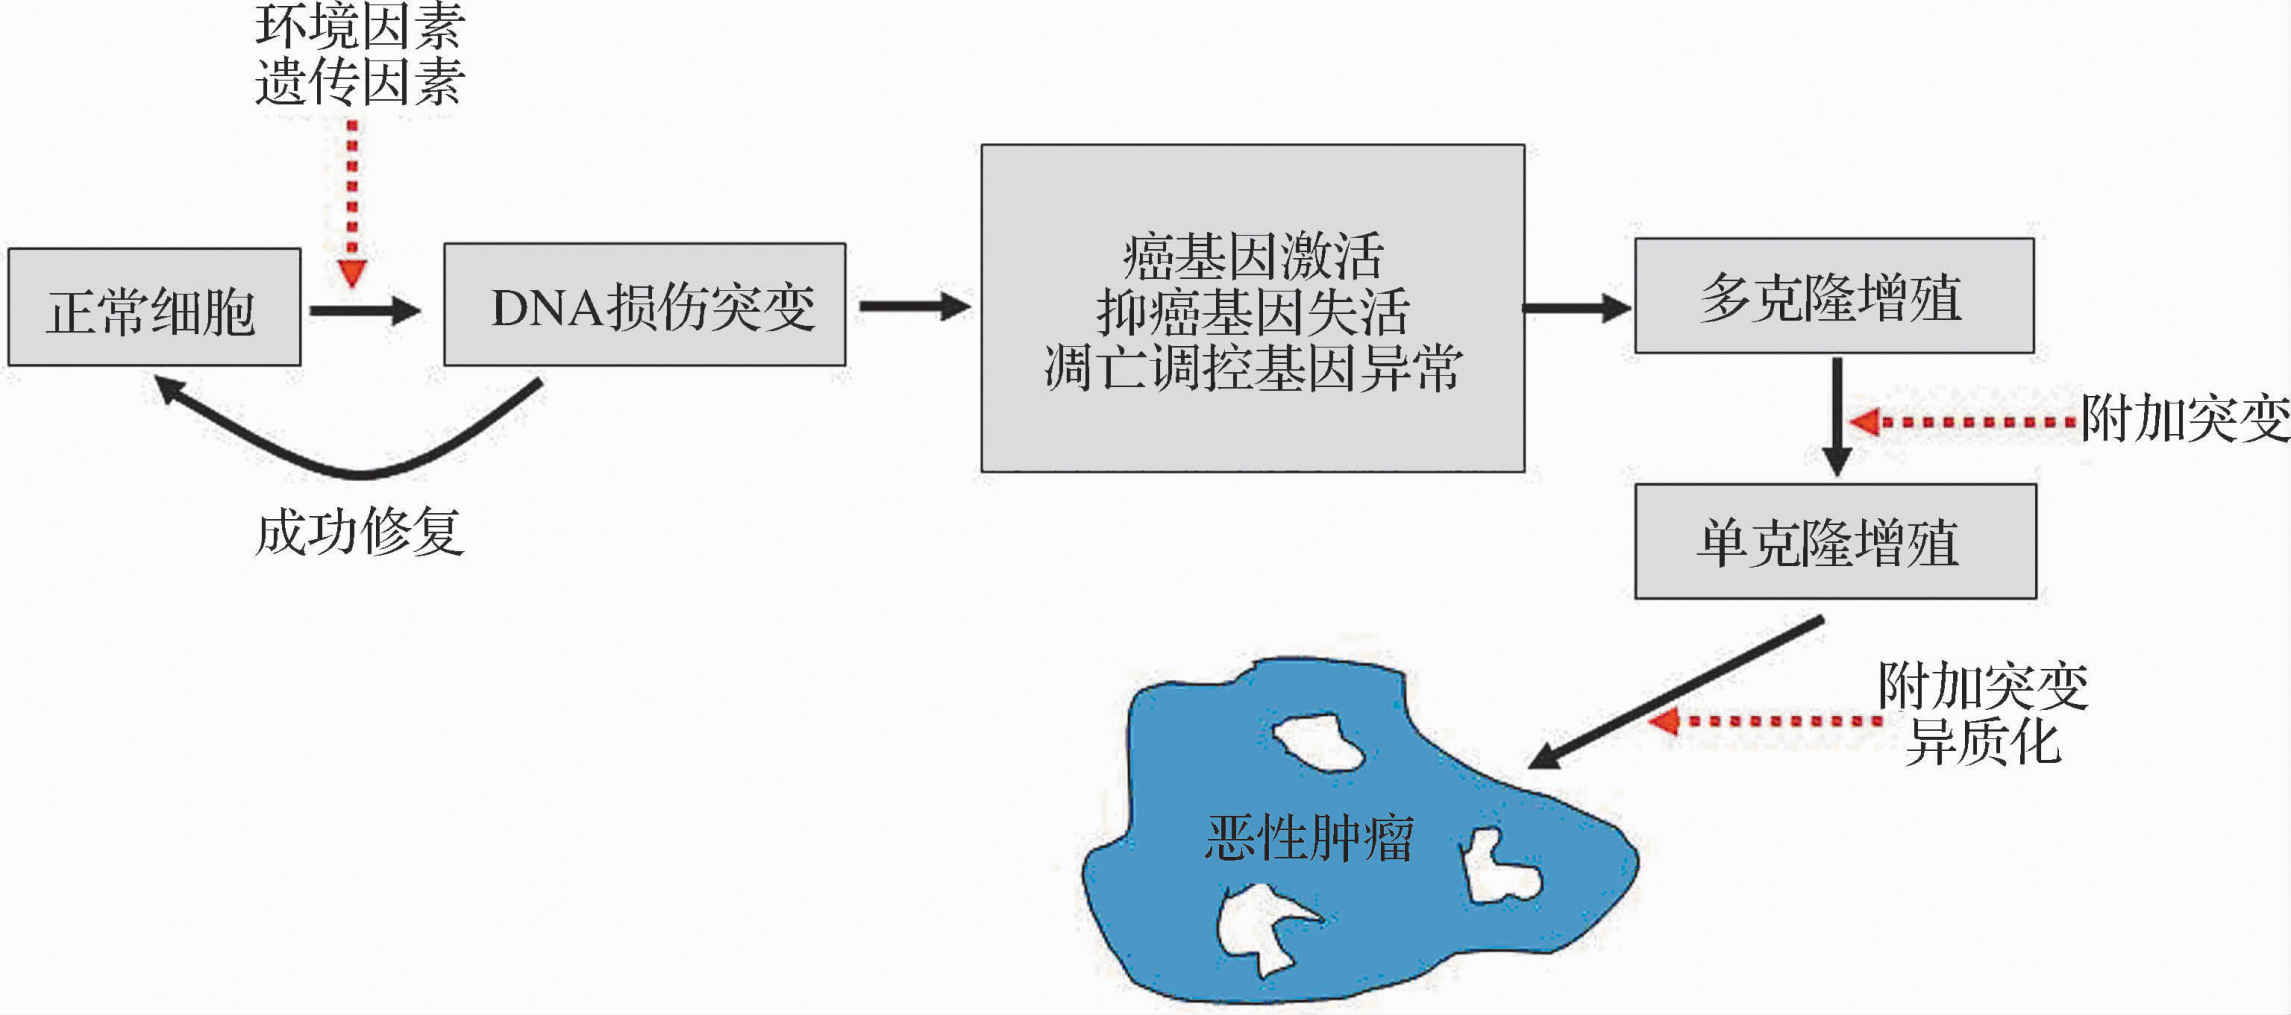 环境因素
遗传因素
正常细胞
DNA损伤突变
成功修复
癌基因激活
抑癌基因失活
凋亡调控基因异常
多克隆增殖
附加突变
单克隆增殖
附加突变
异质化
恶性肿瘤